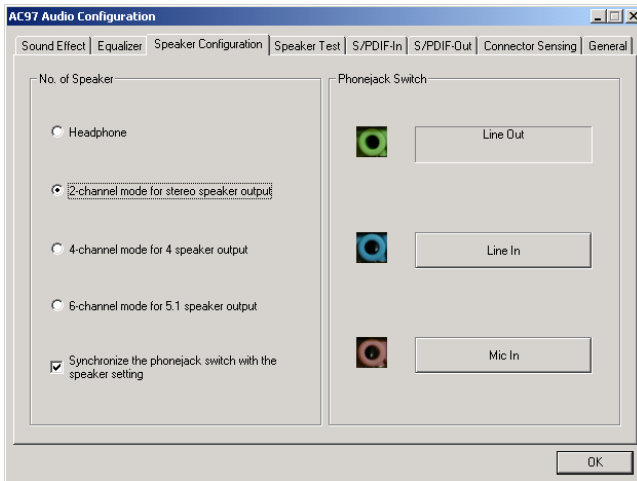 AC97 Audio Configuration
Sound Effect
Equalizer
Speaker Configuration
Speaker Test
S/PDIF-In
S/PDIF-Out
Connector Sensing
General
No. of Speaker
Headphone
2-channel mode for stereo speaker output
4-channel mode for 4 speaker output
6-channel mode for 5.1 speaker output
Synchronize the phonejack switch with the
speaker setting
Phonejack Switch
Line Out
Line In
Mic In
OK